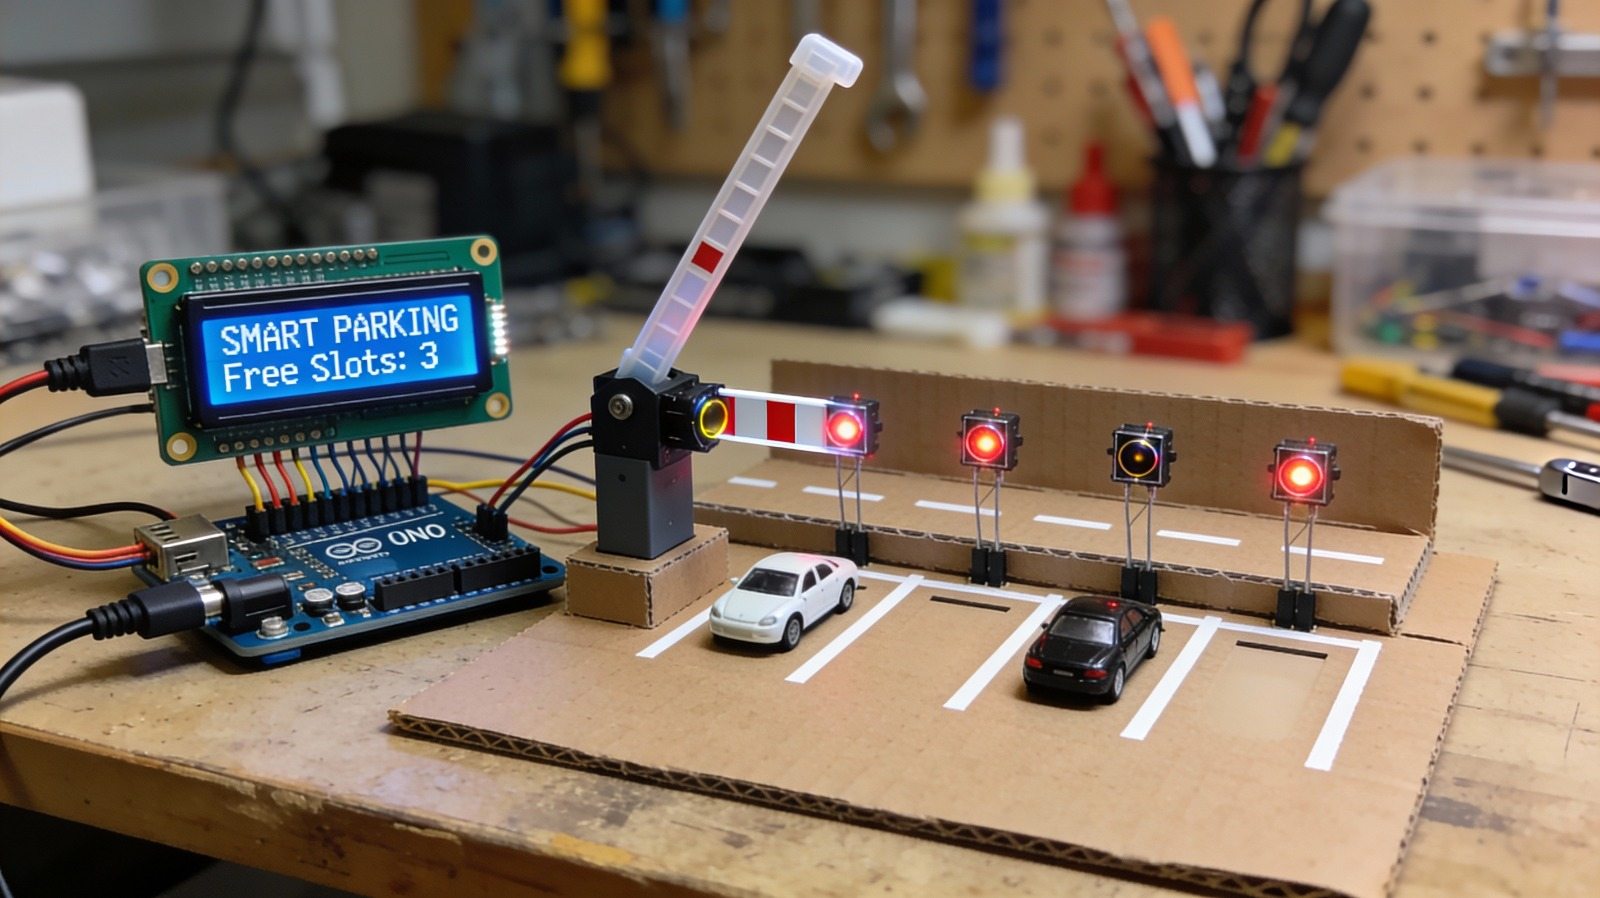 SMART PARKING
Free Slots: 3
ONO